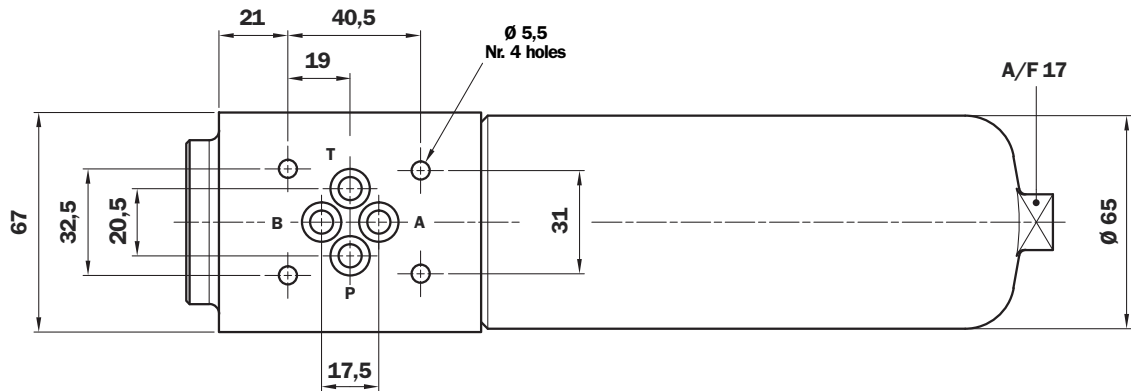 21
40,5
Ø 5,5
Nr. 4 holes
19
A/F 17
T
67
32,5
20,5
B
A
31
Ø 65
P
17,5